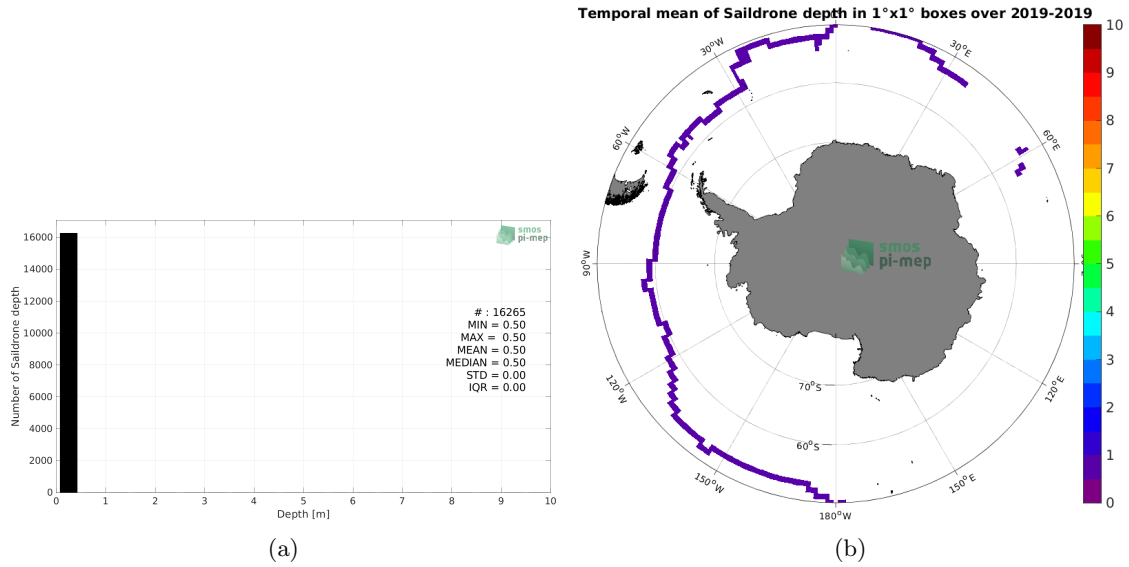 Temporal mean of Saildrone depth in 1°x1° boxes over 2019-2019
16000
14000
12000
10000
8000
6000
4000
2000
0
Number of Saildrone depth
0 1 2 3 4 5 6 7 8 9 10
Depth [m]
smos
pi-mep
# : 16265
MIN = 0.50
MAX = 0.50
MEAN = 0.50
MEDIAN = 0.50
STD = 0.00
IQR = 0.00
(a)
30°W
30°E
60°W
60°E
90°W
120°W
120°E
150°W
150°E
180°W
70°S
60°S
smos
pi-mep
10
9
8
7
6
5
4
3
2
1
0
(b)